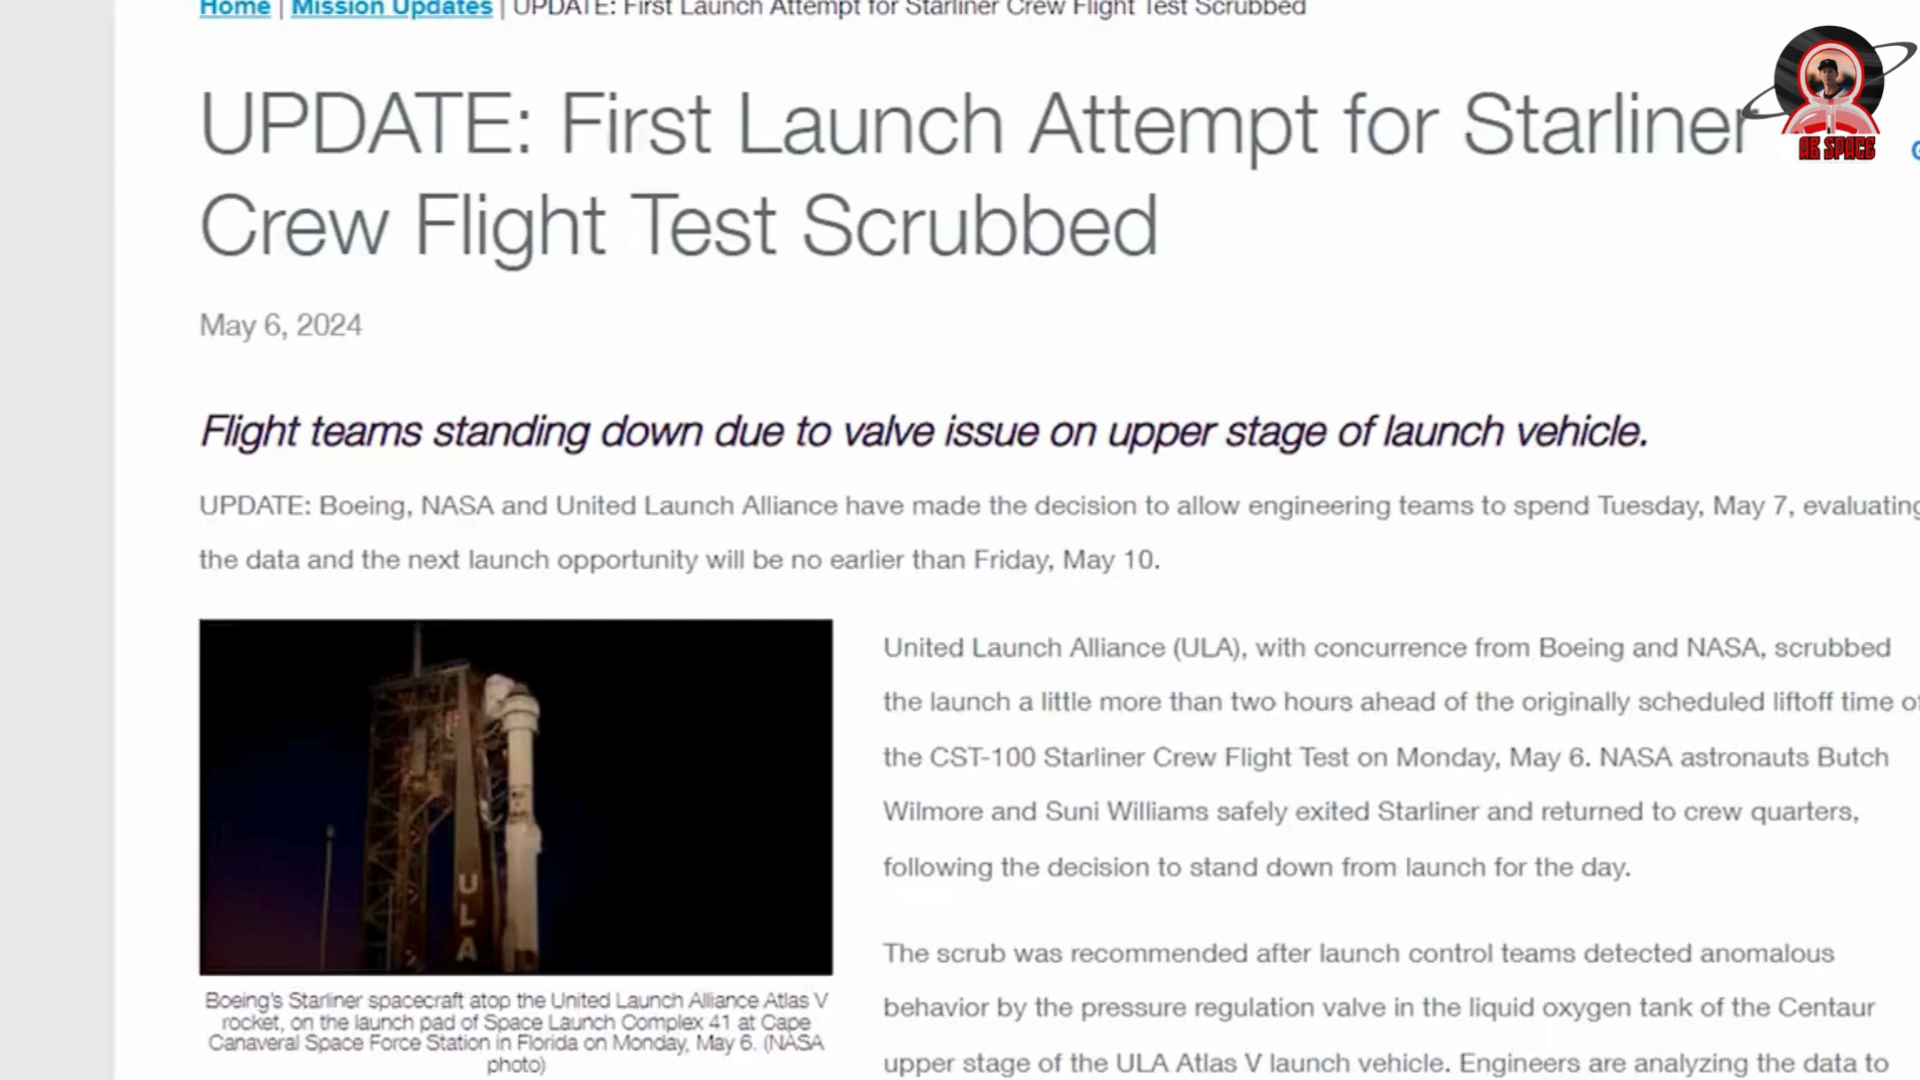 Home | Mission Updates | UPDATE: First Launch Attempt for Starliner Crew Flight Test Scrubbed
UPDATE: First Launch Attempt for Starliner
Crew Flight Test Scrubbed
AG SPACE
May 6, 2024
Flight teams standing down due to valve issue on upper stage of launch vehicle.
UPDATE: Boeing, NASA and United Launch Alliance have made the decision to allow engineering teams to spend Tuesday, May 7, evaluating
the data and the next launch opportunity will be no earlier than Friday, May 10.
ULA
Boeing's Starliner spacecraft atop the United Launch Alliance Atlas V
rocket, on the launch pad of Space Launch Complex 41 at Cape
Canaveral Space Force Station in Florida on Monday, May 6. (NASA
photo)
United Launch Alliance (ULA), with concurrence from Boeing and NASA, scrubbed
the launch a little more than two hours ahead of the originally scheduled liftoff time of
the CST-100 Starliner Crew Flight Test on Monday, May 6. NASA astronauts Butch
Wilmore and Suni Williams safely exited Starliner and returned to crew quarters,
following the decision to stand down from launch for the day.
The scrub was recommended after launch control teams detected anomalous
behavior by the pressure regulation valve in the liquid oxygen tank of the Centaur
upper stage of the ULA Atlas V launch vehicle. Engineers are analyzing the data to